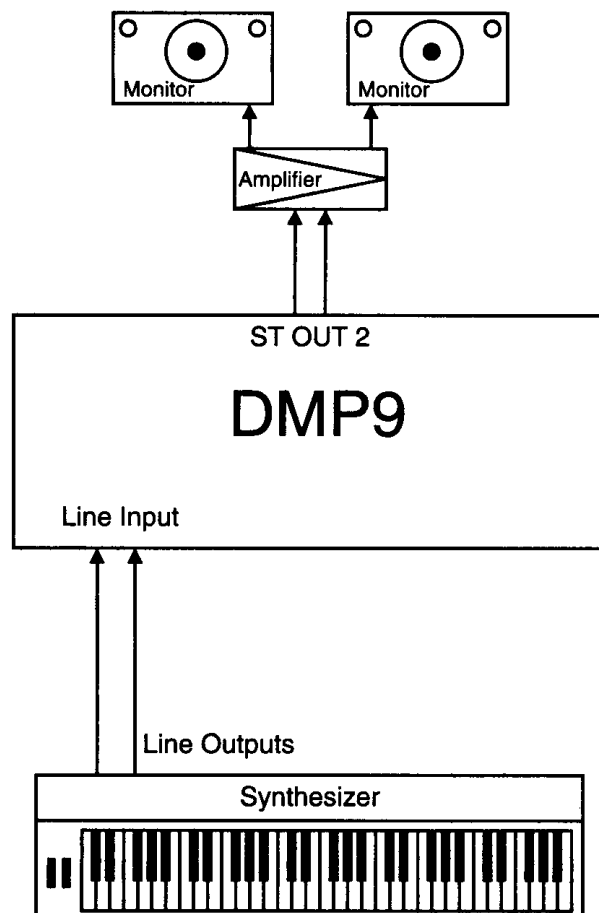 Monitor
Monitor
Amplifier
ST OUT 2
DMP9
Line Input
Line Outputs
Synthesizer